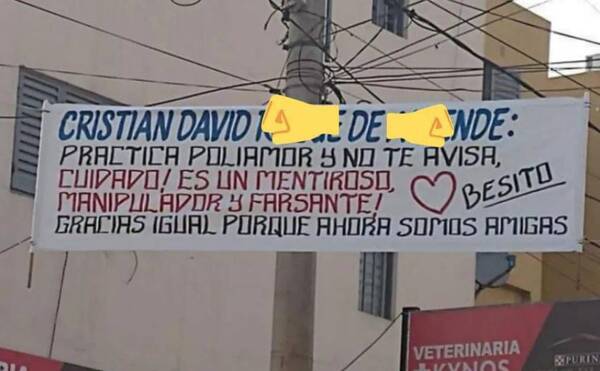 CRISTIAN DAVID DE
PRACTICA POLIAMOR Y NO TE AVISA,
CUIDADO! ES UN MENTIROSO,
MANIPULADOR Y FARSANTE!
BESITO
GRACIAS IGUAL PORQUE AHORA SOMOS AMIGAS
VETERINARIA
KYNOS